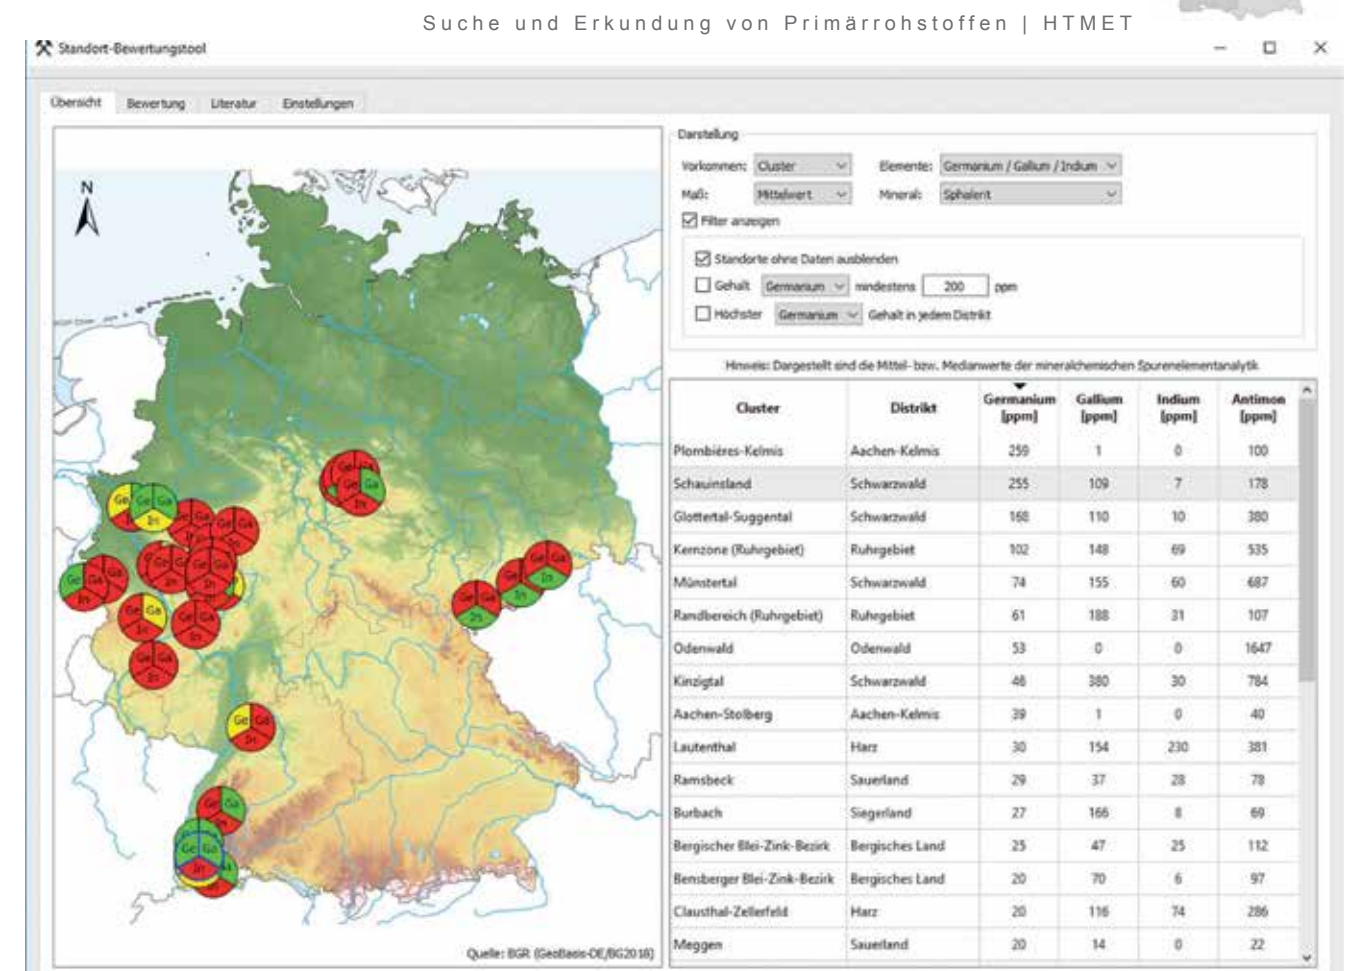 Suche und Erkundung von Primärrohstoffen | HTMET
Standort-Bewertungstool
Übersicht Bewertung Literatur Einstellungen
N
Darstellung
Vorkommen: Cluster Elemente: Germanium / Gallium / Indium
Maß: Mittelwert Mineral: Sphalerit
Filter anzeigen
Standorte ohne Daten ausblenden
Gehalt Germanium mindestens 200 ppm
Höchster Germanium Gehalt in jedem Distrikt
Hinweis: Dargestellt sind die Mittel- bzw. Medianwerte der mineralchemischen Spurenelementanalytik
Cluster Distrikt Germanium [ppm] Gallium [ppm] Indium [ppm] Antimon [ppm]
Plombiéres-Kelmis Aachen-Kelmis 259 1 0 100
Schauinsland Schwarzwald 255 109 7 178
Glottertal-Suggental Schwarzwald 168 110 10 380
Kernzone (Ruhrgebiet) Ruhrgebiet 102 148 69 535
Münstertal Schwarzwald 74 155 60 687
Randbereich (Ruhrgebiet) Ruhrgebiet 61 188 31 107
Odenwald Odenwald 53 0 0 1647
Kinzigtal Schwarzwald 46 380 30 784
Aachen-Stolberg Aachen-Kelmis 39 1 0 40
Lautenthal Harz 30 154 230 381
Ramsbeck Sauerland 29 37 28 78
Burbach Siegerland 27 166 8 69
Bergischer Blei-Zink-Bezirk Bergisches Land 25 47 25 112
Bensberger Blei-Zink-Bezirk Bergisches Land 20 70 6 97
Clausthal-Zellerfeld Harz 20 116 74 286
Meggen Sauerland 20 14 0 22
Quelle: BGR (GeoBasis-DE/BG2018)